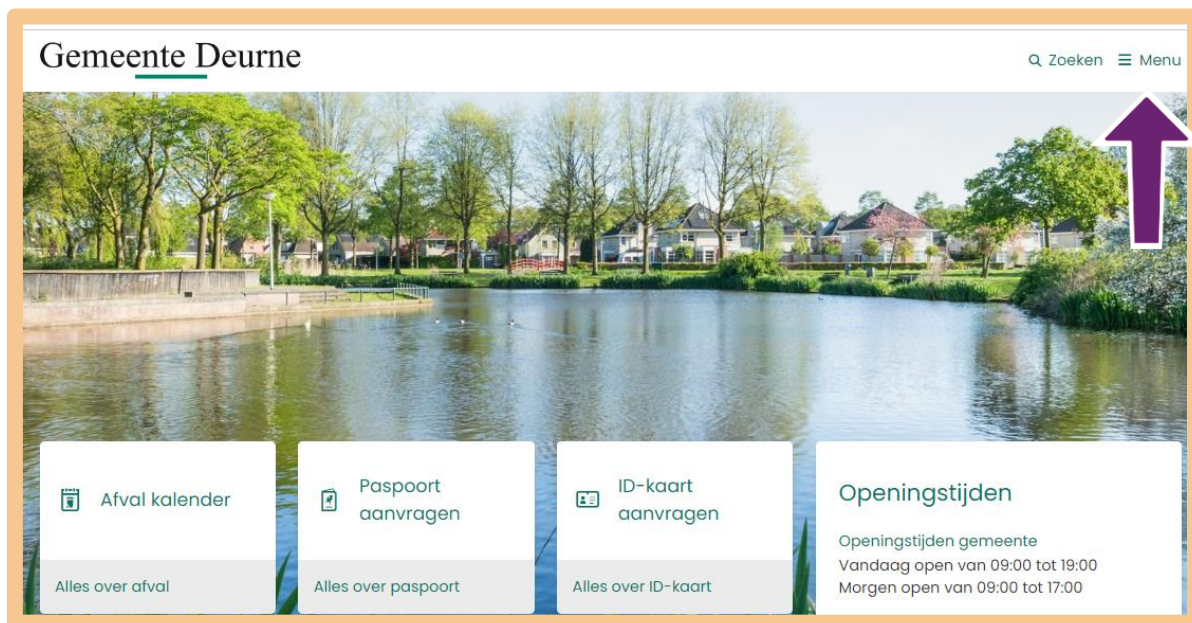 Gemeente Deurne
Zoeken
Menu
Afval kalender
Alles over afval
Paspoort
aanvragen
Alles over paspoort
ID-kaart
aanvragen
Alles over ID-kaart
Openingstijden
Openingstijden gemeente
Vandaag open van 09:00 tot 19:00
Morgen open van 09:00 tot 17:00